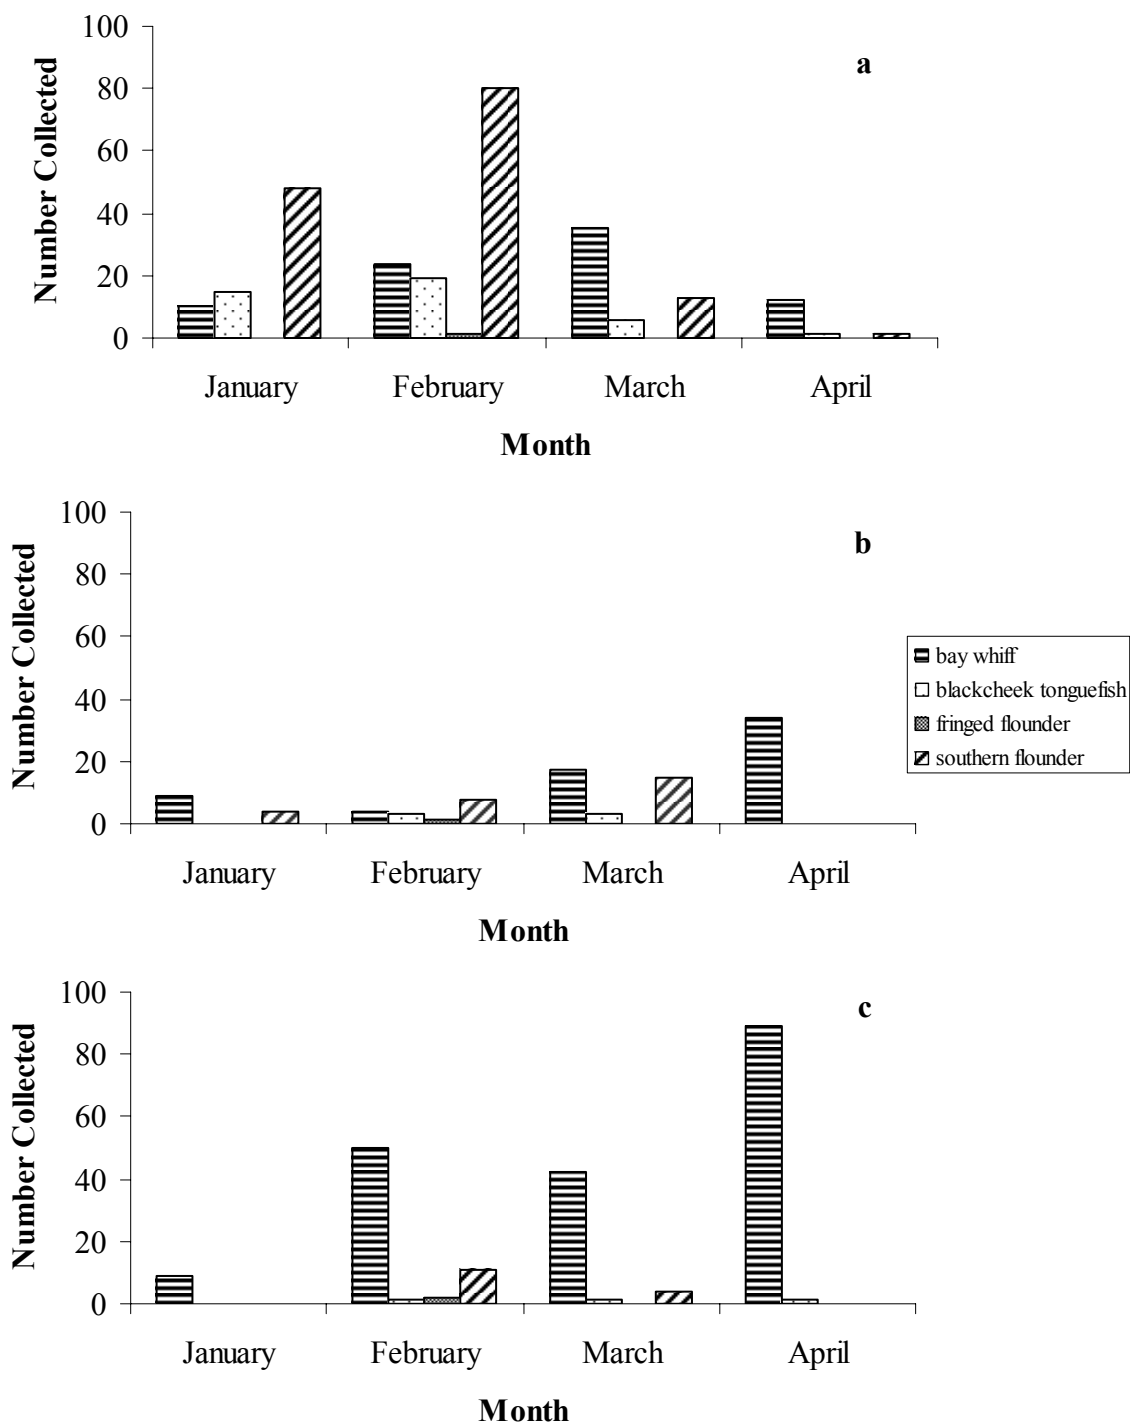 100
80
60
40
20
0
Number Collected
a
January February March April
Month
100
80
60
40
20
0
Number Collected
b
January February March April
Month
bay whiff
blackcheek tonguefish
fringed flounder
southern flounder
100
80
60
40
20
0
Number Collected
c
January February March April
Month